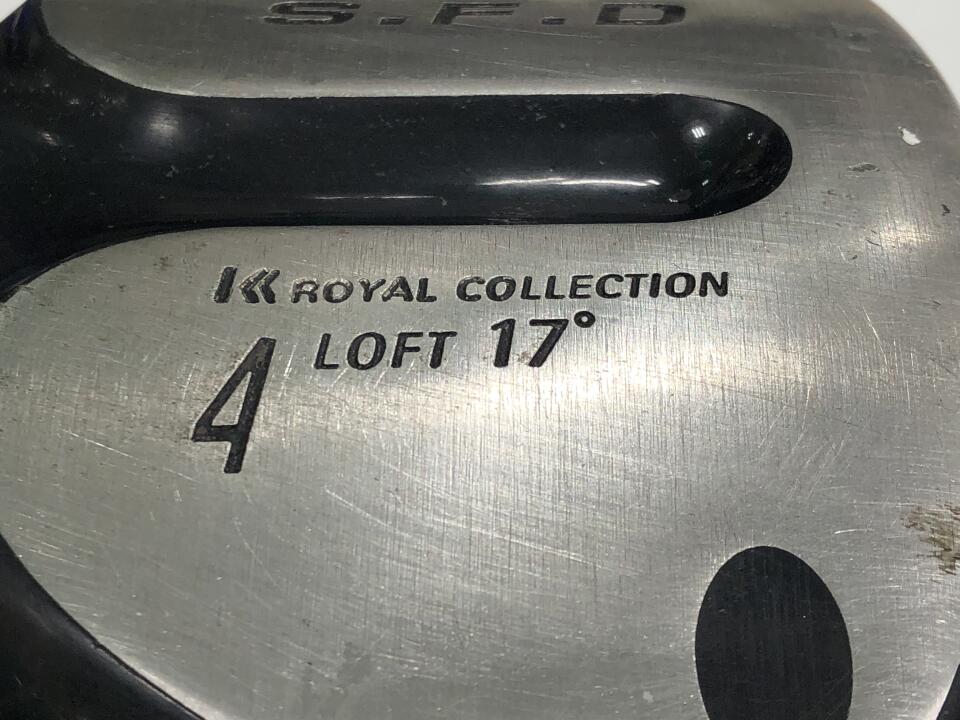 S.F.D
K ROYAL COLLECTION
LOFT 17°
4